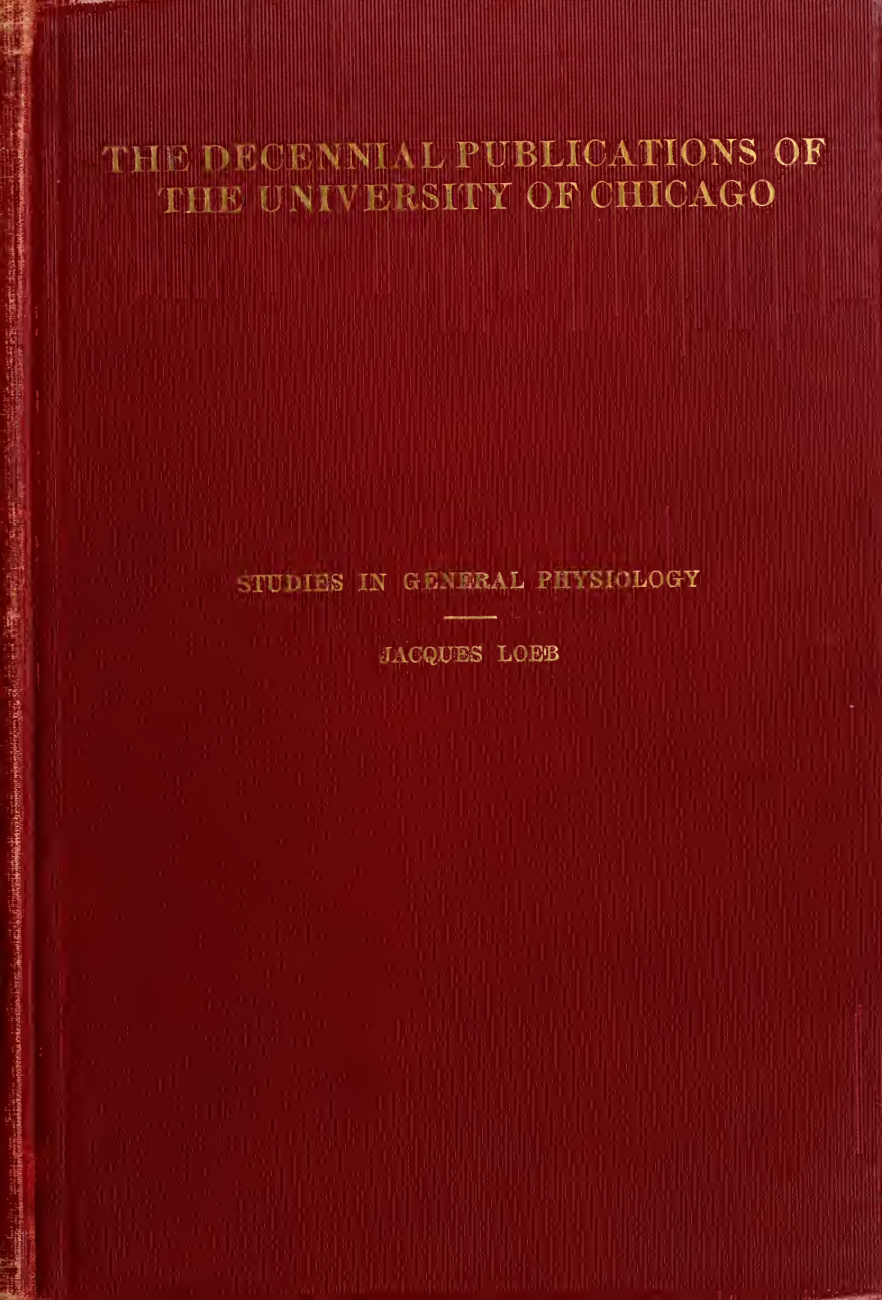 THE DECENNIAL PUBLICATIONS OF
THE UNIVERSITY OF CHICAGO
STUDIES IN GENERAL PHYSIOLOGY
JACQUES LOEB